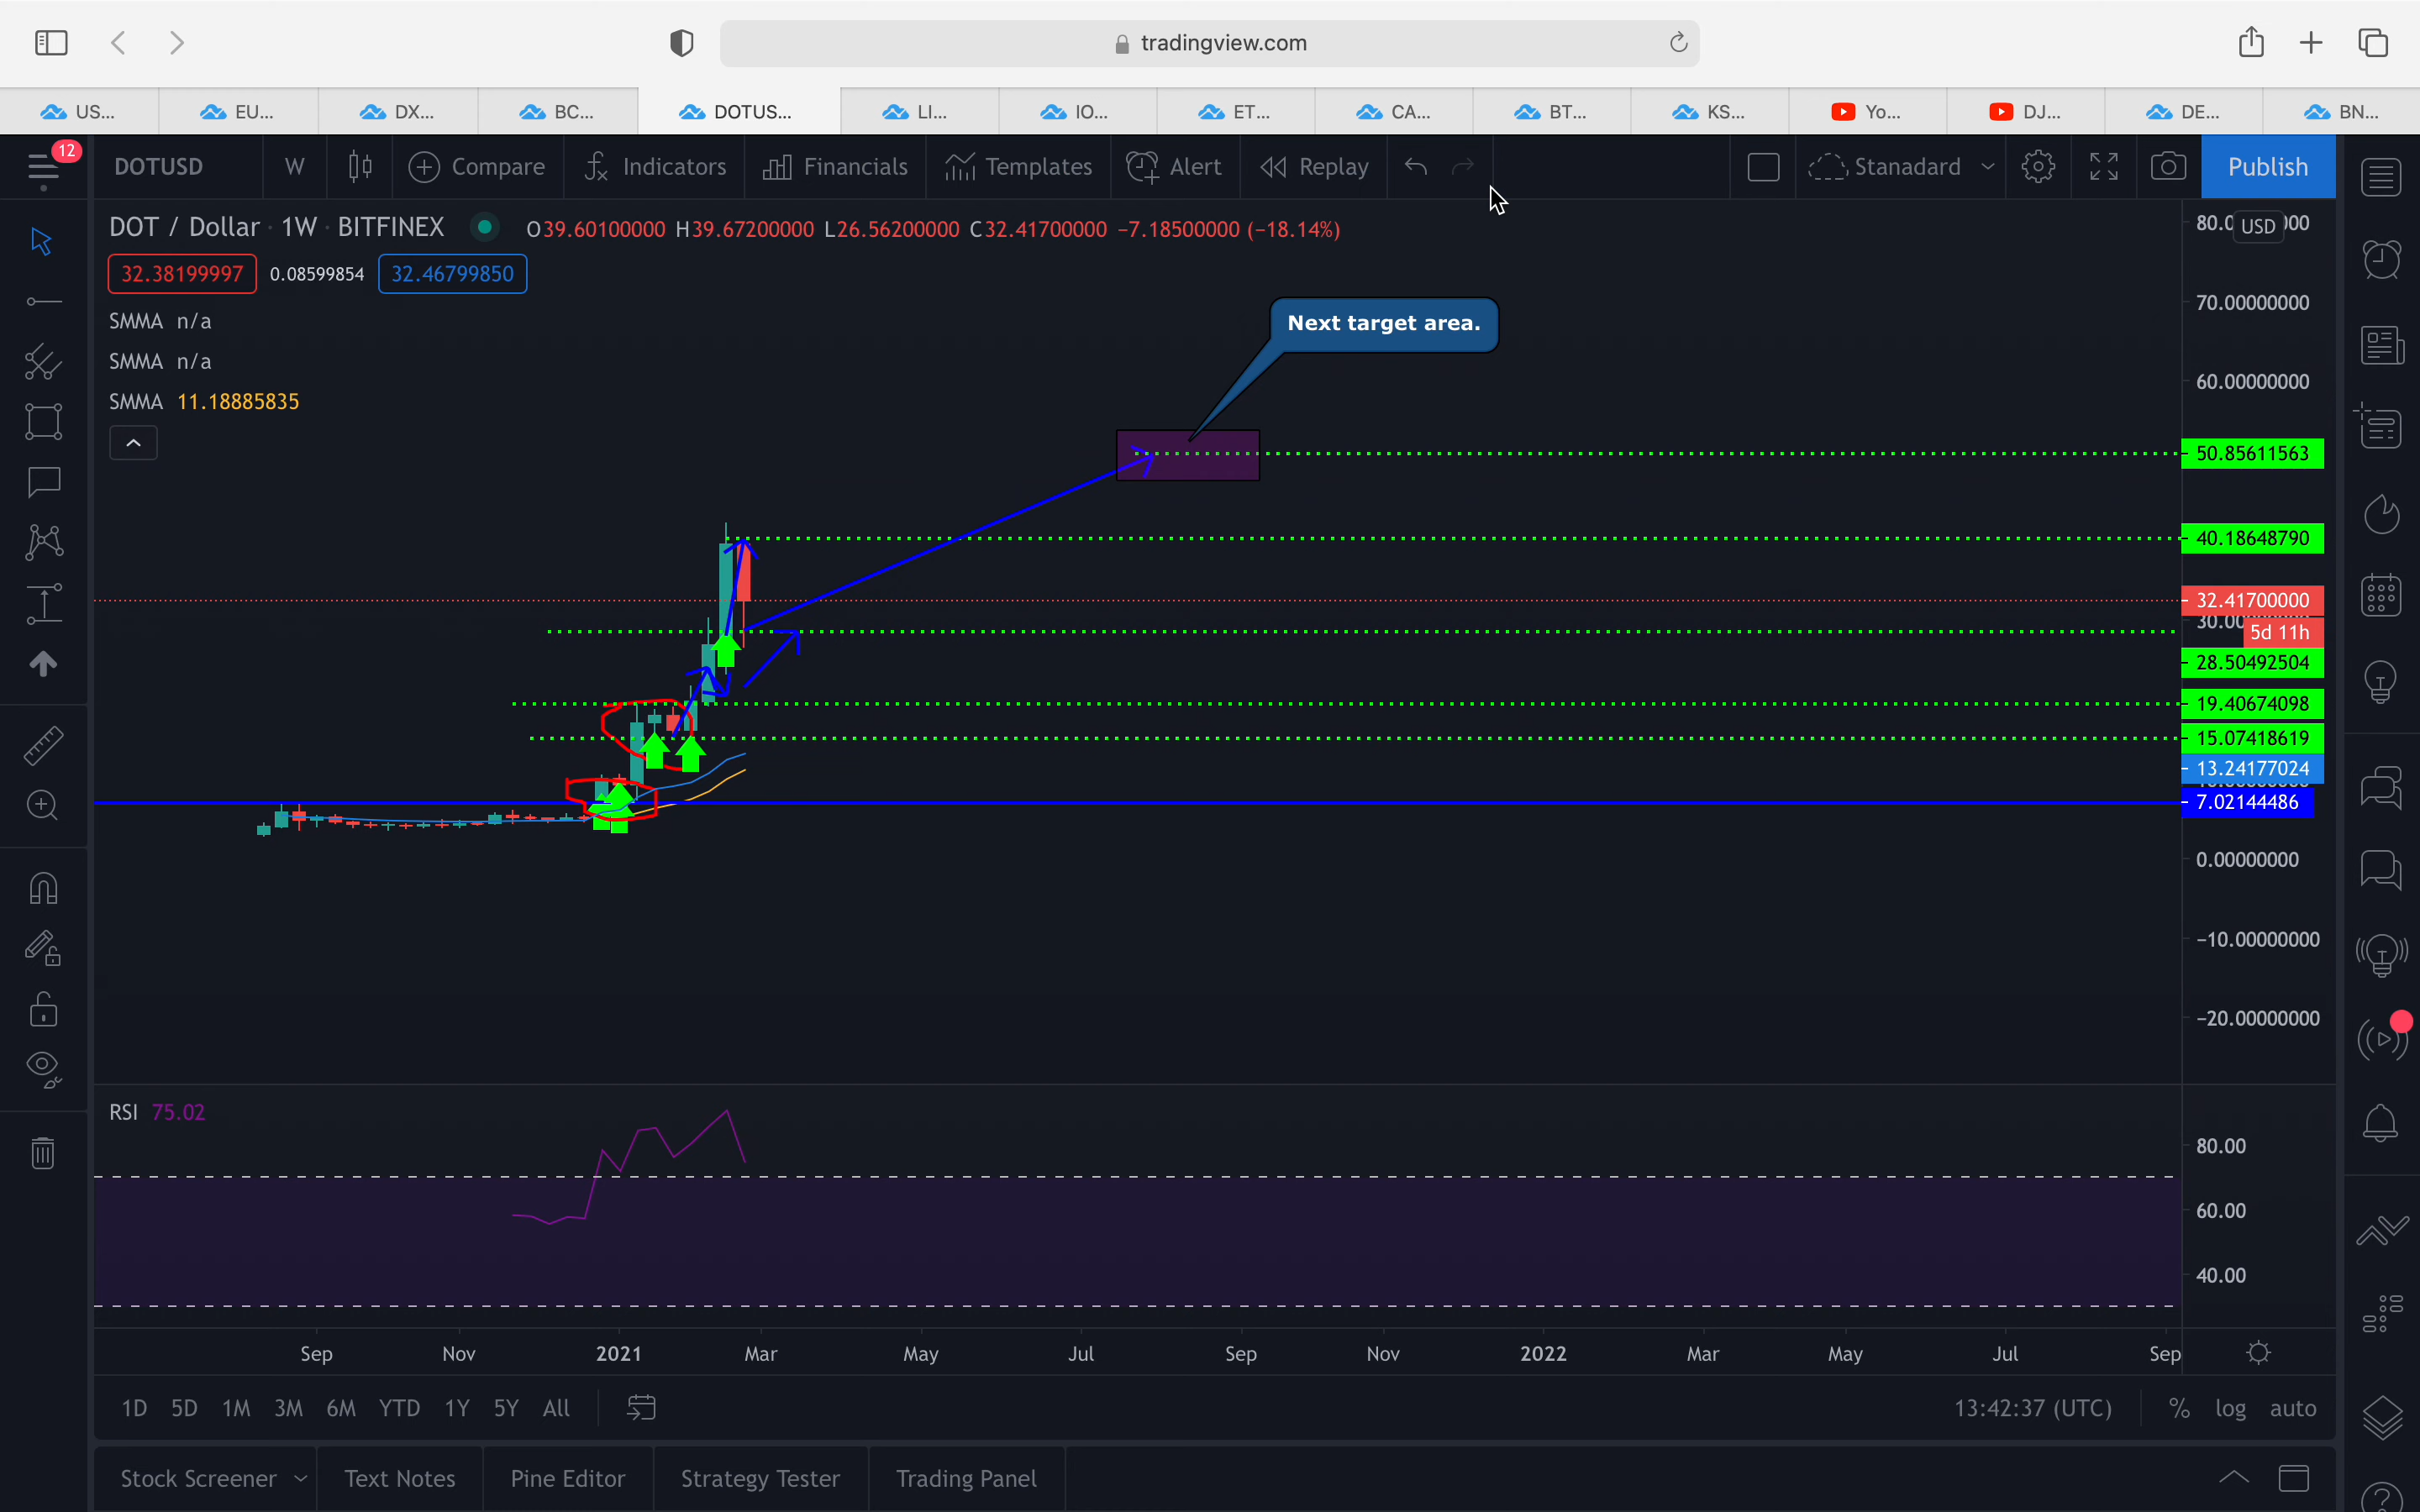 tradingview.com
US... EU... DX... BC... DOTUS... LI... IO... ET... CA... BT... KS... Yo... DJ... DE... BN...
12
DOTUSD W Compare Indicators Financials Templates Alert Replay Stanadard Publish
DOT / Dollar · 1W · BITFINEX O39.60100000 H39.67200000 L26.56200000 C32.41700000 −7.18500000 (−18.14%)
32.38199997 0.08599854 32.46799850
SMMA n/a
SMMA n/a
SMMA 11.18885835
Next target area.
USD
70.00000000
60.00000000
50.85611563
40.18648790
32.41700000
5d 11h
28.50492504
19.40674098
15.07418619
13.24177024
7.02144486
0.00000000
−10.00000000
−20.00000000
RSI 75.02
80.00
60.00
40.00
Sep Nov 2021 Mar May Jul Sep Nov 2022 Mar May Jul Sep
1D 5D 1M 3M 6M YTD 1Y 5Y All 13:42:37 (UTC) % log auto
Stock Screener Text Notes Pine Editor Strategy Tester Trading Panel